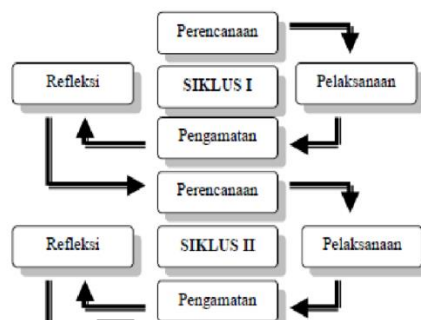 Perencanaan
Refleksi
SIKLUS I
Pelaksanaan
Pengamatan
Perencanaan
Refleksi
SIKLUS II
Pelaksanaan
Pengamatan